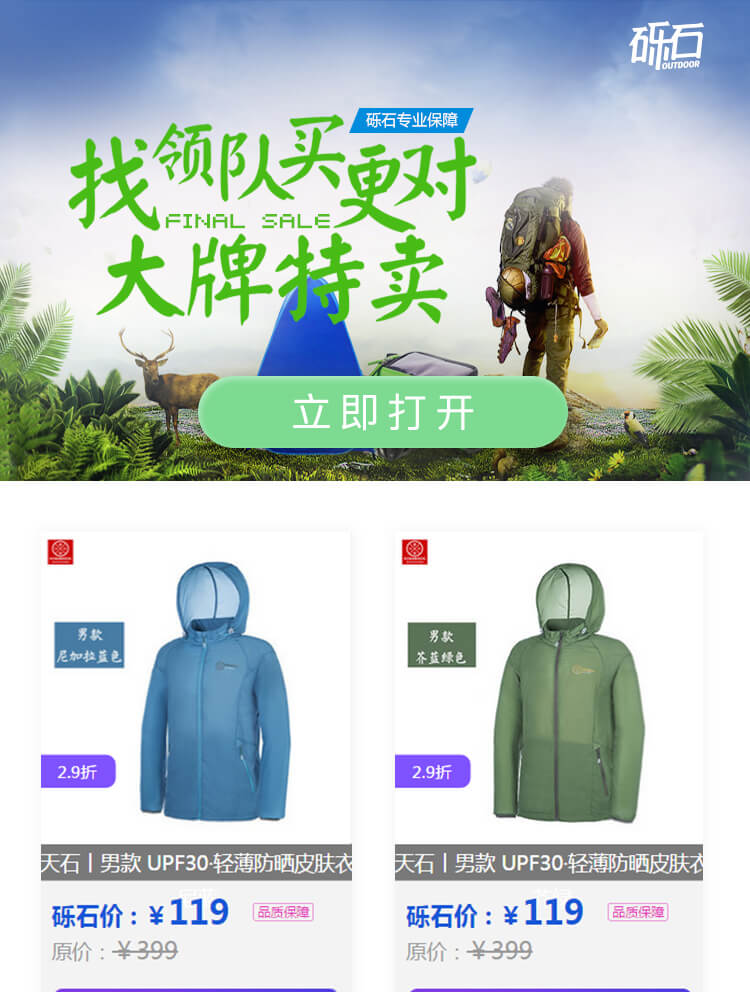 砾石
OUTDOOR
砾石专业保障
找领队买更对
FINAL SALE
大牌特卖
立即打开
男款
尼加拉蓝色
2.9折
天石丨男款 UPF30·轻薄防晒皮肤衣
砾石价：¥119 品质保障
原价：¥399
男款
芥蓝绿色
2.9折
天石丨男款 UPF30·轻薄防晒皮肤衣
砾石价：¥119 品质保障
原价：¥399